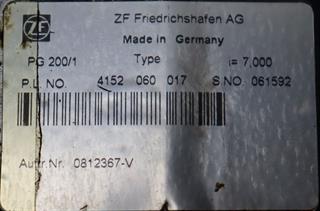 ZF
ZF Friedrichshafen AG
Made in Germany
PG 200/1 Type i= 7,000
P.L NO. 4152 060 017 S NO. 061592
Auftr.Nr. 0812367-V